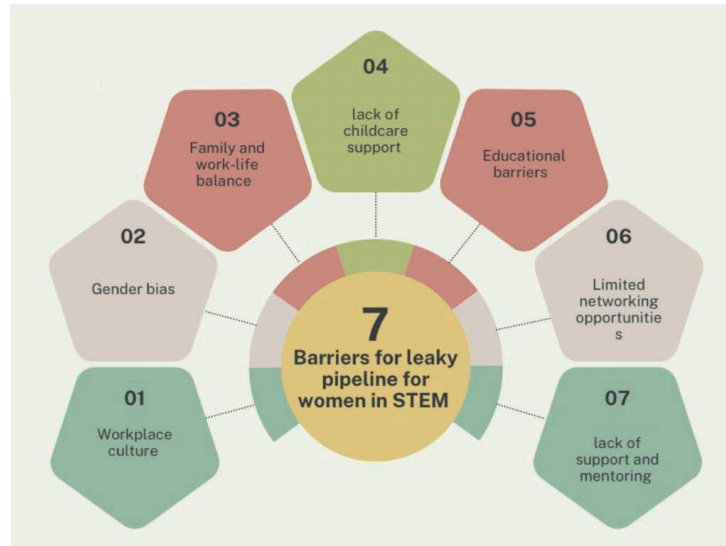 04
lack of
childcare
support
03
Family and
work-life
balance
05
Educational
barriers
02
Gender bias
06
Limited
networking
opportunitie
s
7
Barriers for leaky
pipeline for
women in STEM
01
Workplace
culture
07
lack of
support and
mentoring